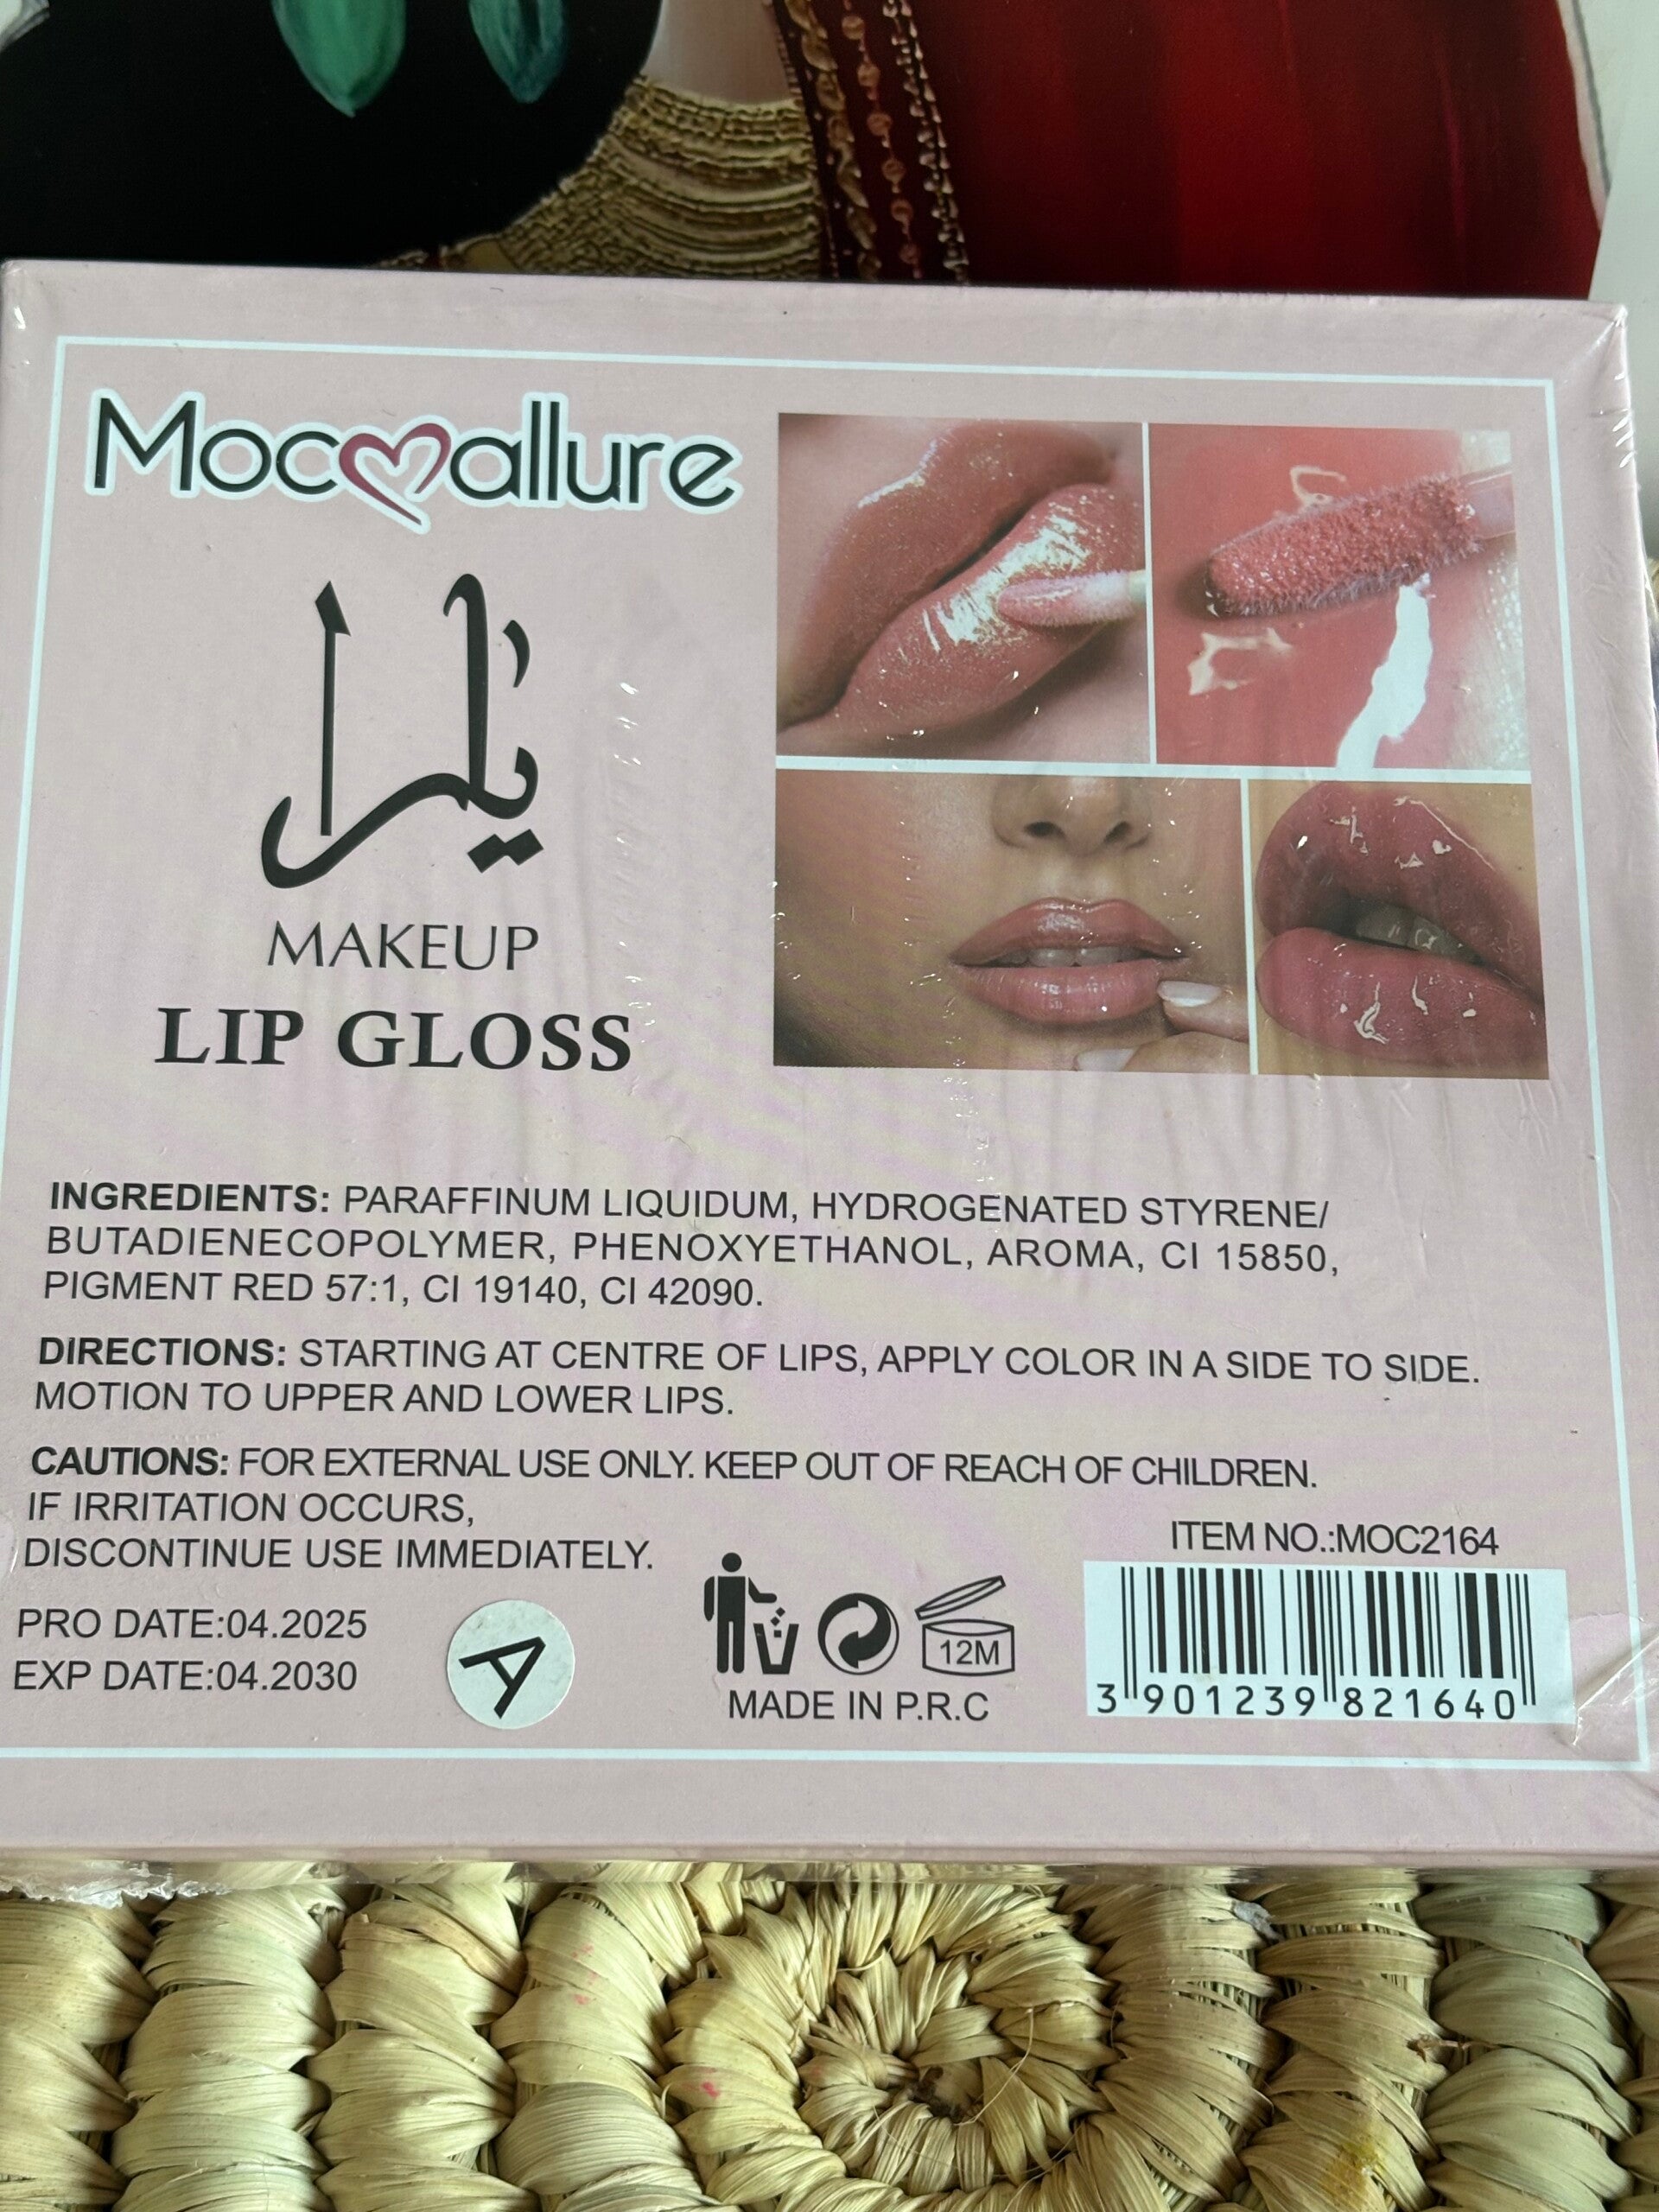 Mocallure
يارا
MAKEUP
LIP GLOSS
INGREDIENTS: PARAFFINUM LIQUIDUM, HYDROGENATED STYRENE/
BUTADIENECOPOLYMER, PHENOXYETHANOL, AROMA, CI 15850,
PIGMENT RED 57:1, CI 19140, CI 42090.
DIRECTIONS: STARTING AT CENTRE OF LIPS, APPLY COLOR IN A SIDE TO SIDE.
MOTION TO UPPER AND LOWER LIPS.
CAUTIONS: FOR EXTERNAL USE ONLY. KEEP OUT OF REACH OF CHILDREN.
IF IRRITATION OCCURS,
DISCONTINUE USE IMMEDIATELY.
PRO DATE:04.2025
EXP DATE:04.2030
A
12M
MADE IN P.R.C
ITEM NO.:MOC2164
3 901239 821640